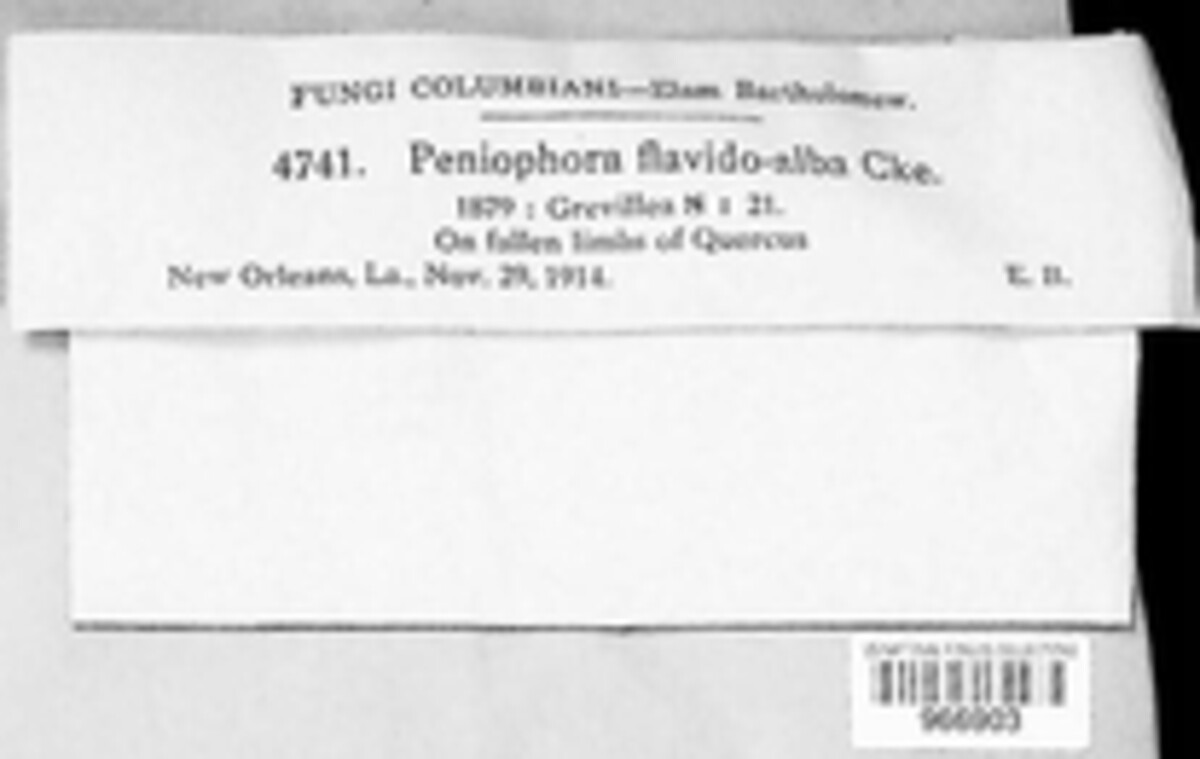 FUNGI COLUMBIANI—Elam Bartholomew.
4741. Peniophora flavido-alba Cke.
1879 : Grevillea 8 : 21.
On fallen limbs of Quercus
New Orleans, La., Nov. 29, 1914. E. B.